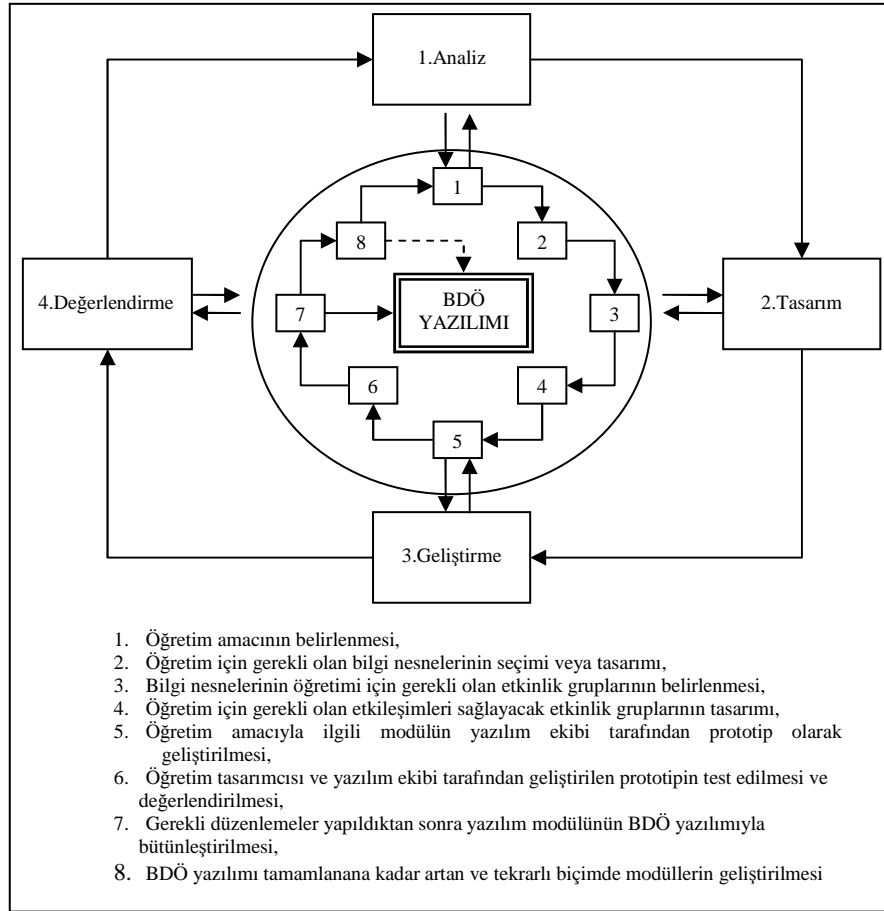 1.Analiz
1
2
8
BDÖ
YAZILIMI
3
7
4.Değerlendirme
2.Tasarım
6
4
5
3.Geliştirme
1. Öğretim amacının belirlenmesi,
2. Öğretim için gerekli olan bilgi nesnelerinin seçimi veya tasarımı,
3. Bilgi nesnelerinin öğretimi için gerekli olan etkinlik gruplarının belirlenmesi,
4. Öğretim için gerekli olan etkileşimleri sağlayacak etkinlik gruplarının tasarımı,
5. Öğretim amacıyla ilgili modülün yazılım ekibi tarafından prototip olarak
geliştirilmesi,
6. Öğretim tasarımcısı ve yazılım ekibi tarafından geliştirilen prototipin test edilmesi ve
değerlendirilmesi,
7. Gerekli düzenlemeler yapıldıktan sonra yazılım modülünün BDÖ yazılımıyla
bütünleştirilmesi,
8. BDÖ yazılımı tamamlanana kadar artan ve tekrarlı biçimde modüllerin geliştirilmesi